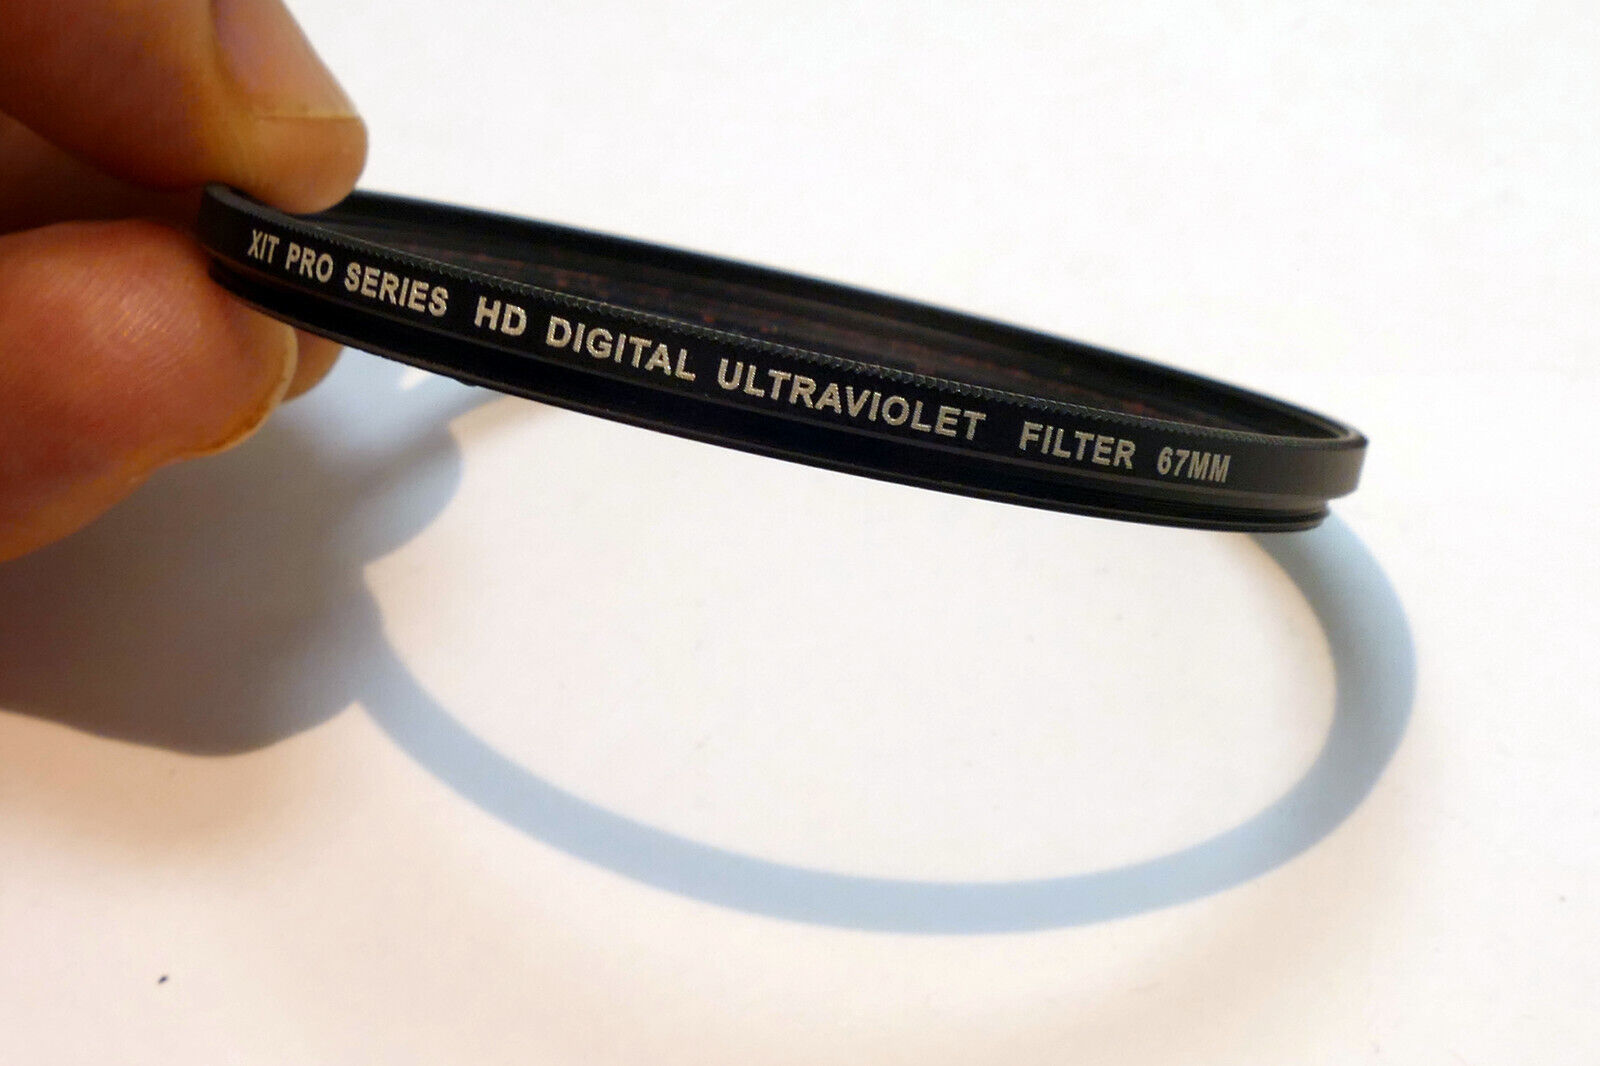 XIT PRO SERIES HD DIGITAL ULTRAVIOLET FILTER 67MM